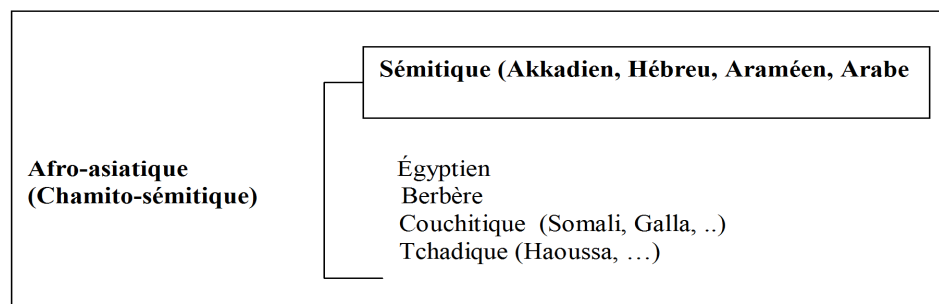 Sémitique (Akkadien, Hébreu, Araméen, Arabe
Afro-asiatique
(Chamito-sémitique)
Égyptien
Berbère
Couchitique (Somali, Galla, ..)
Tchadique (Haoussa, …)